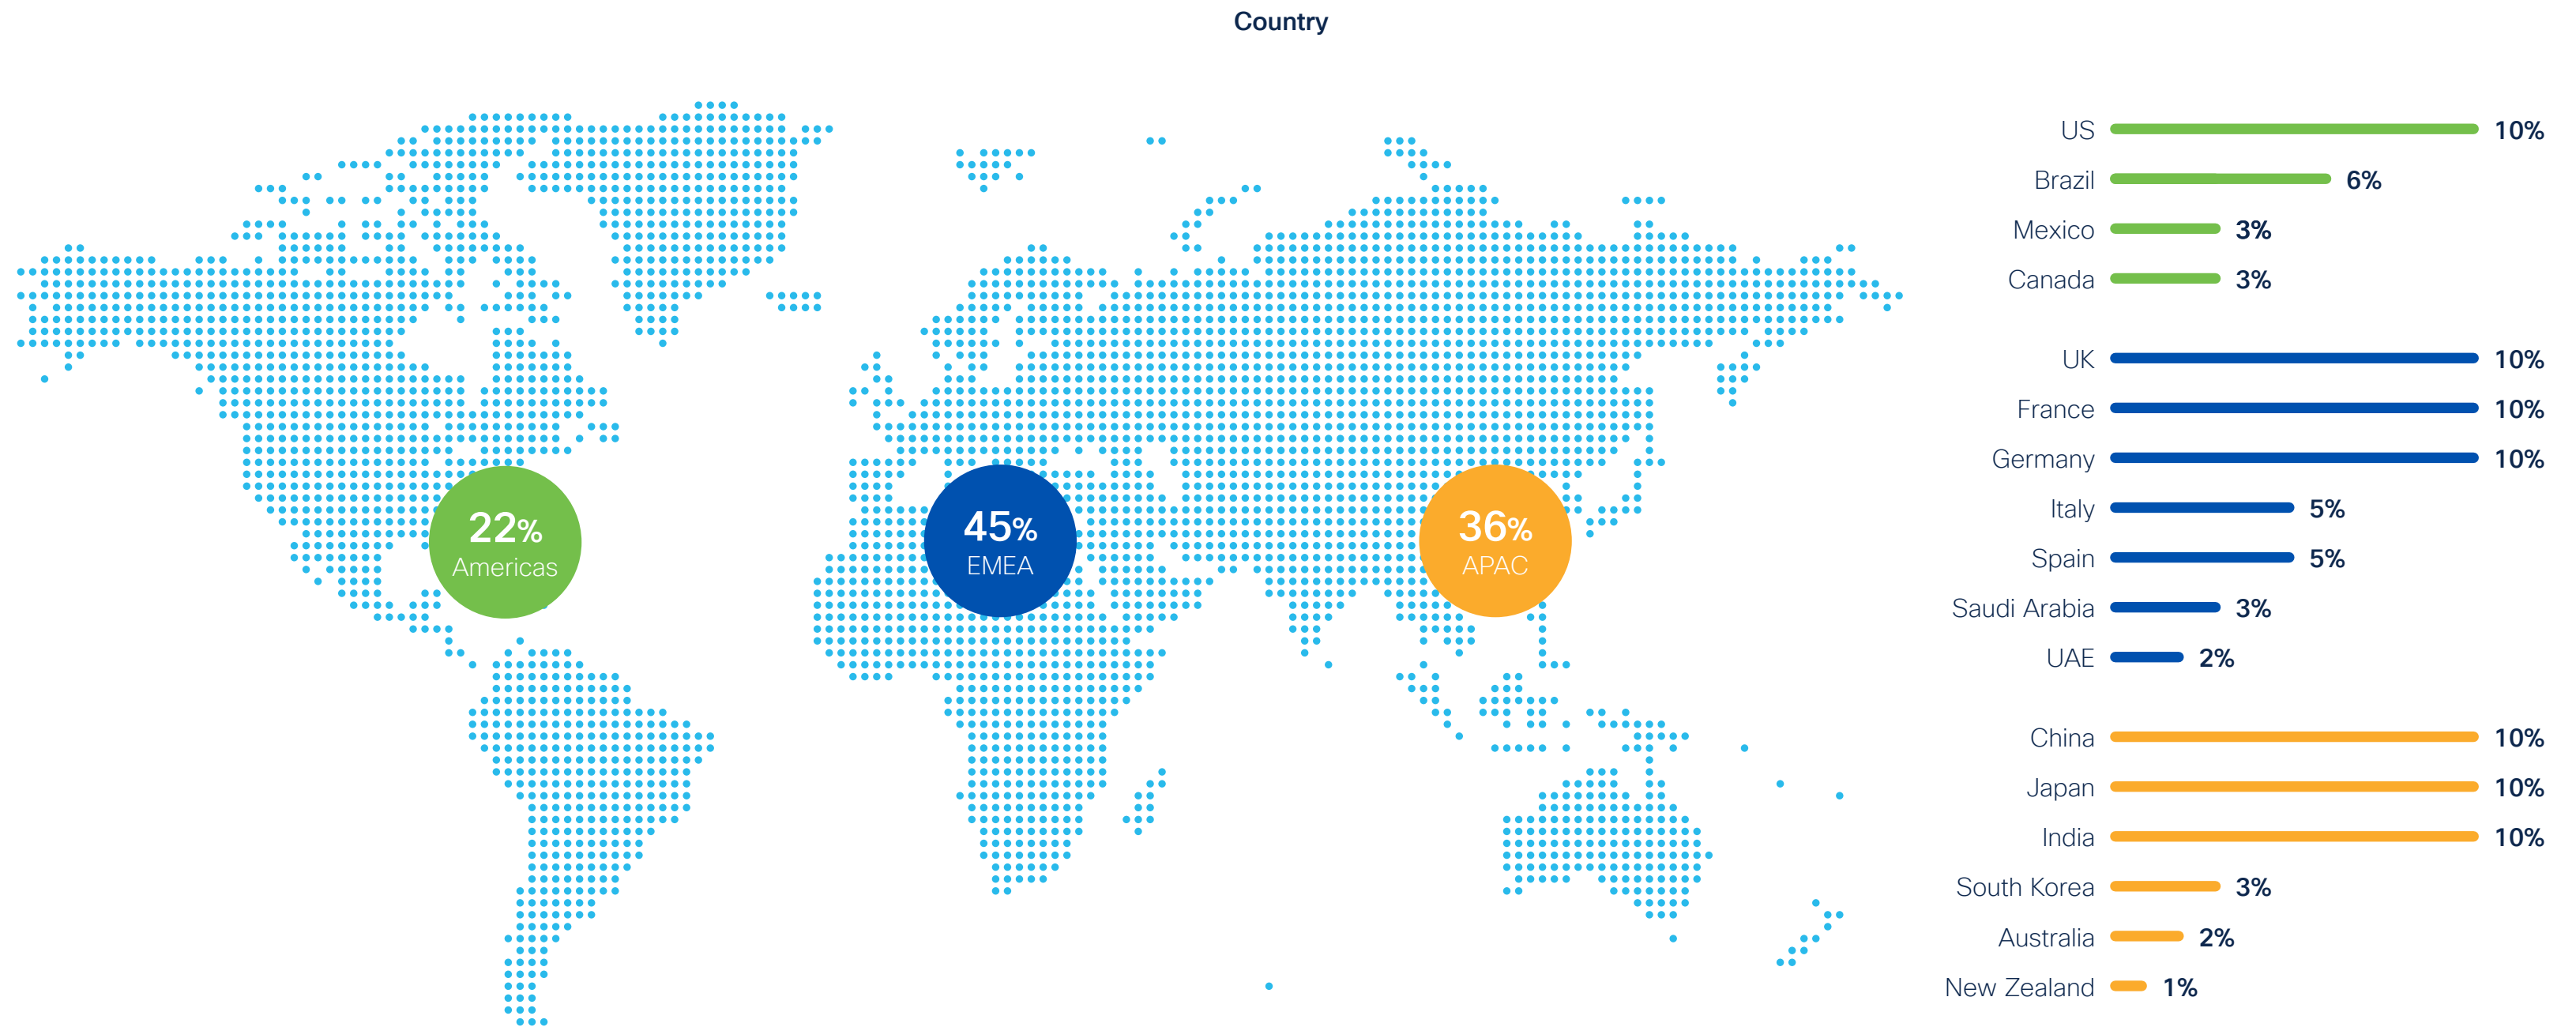 Country
22%
Americas
45%
EMEA
36%
APAC
US 10%
Brazil 6%
Mexico 3%
Canada 3%
UK 10%
France 10%
Germany 10%
Italy 5%
Spain 5%
Saudi Arabia 3%
UAE 2%
China 10%
Japan 10%
India 10%
South Korea 3%
Australia 2%
New Zealand 1%